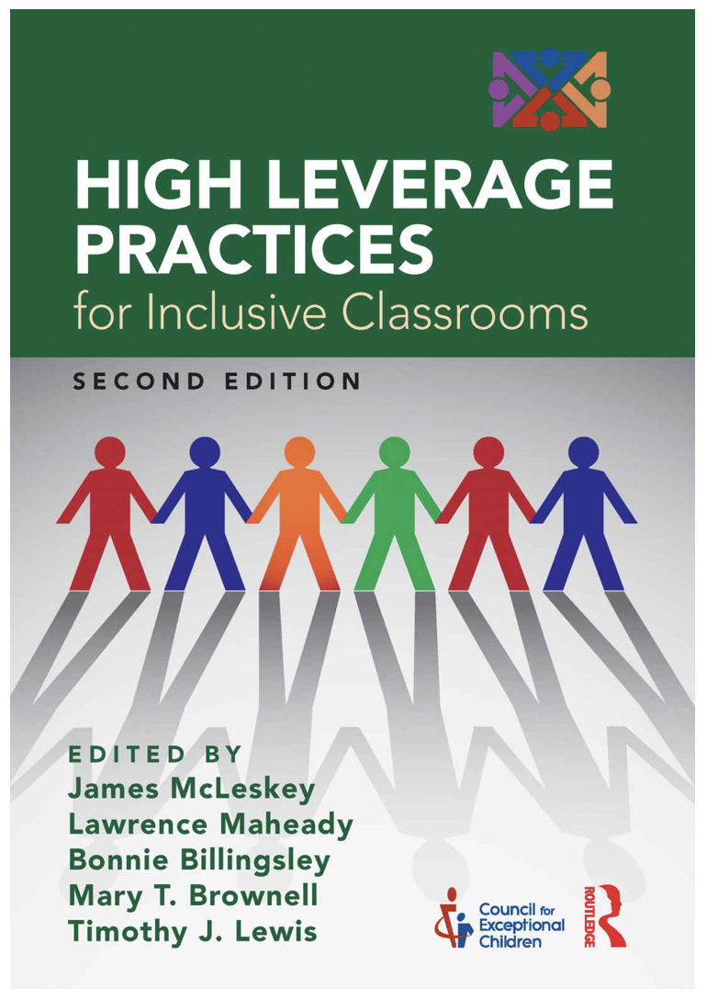 HIGH LEVERAGE
PRACTICES
for Inclusive Classrooms
SECOND EDITION
EDITED BY
James McLeskey
Lawrence Maheady
Bonnie Billingsley
Mary T. Brownell
Timothy J. Lewis
Council for
Exceptional
Children
ROUTLEDGE